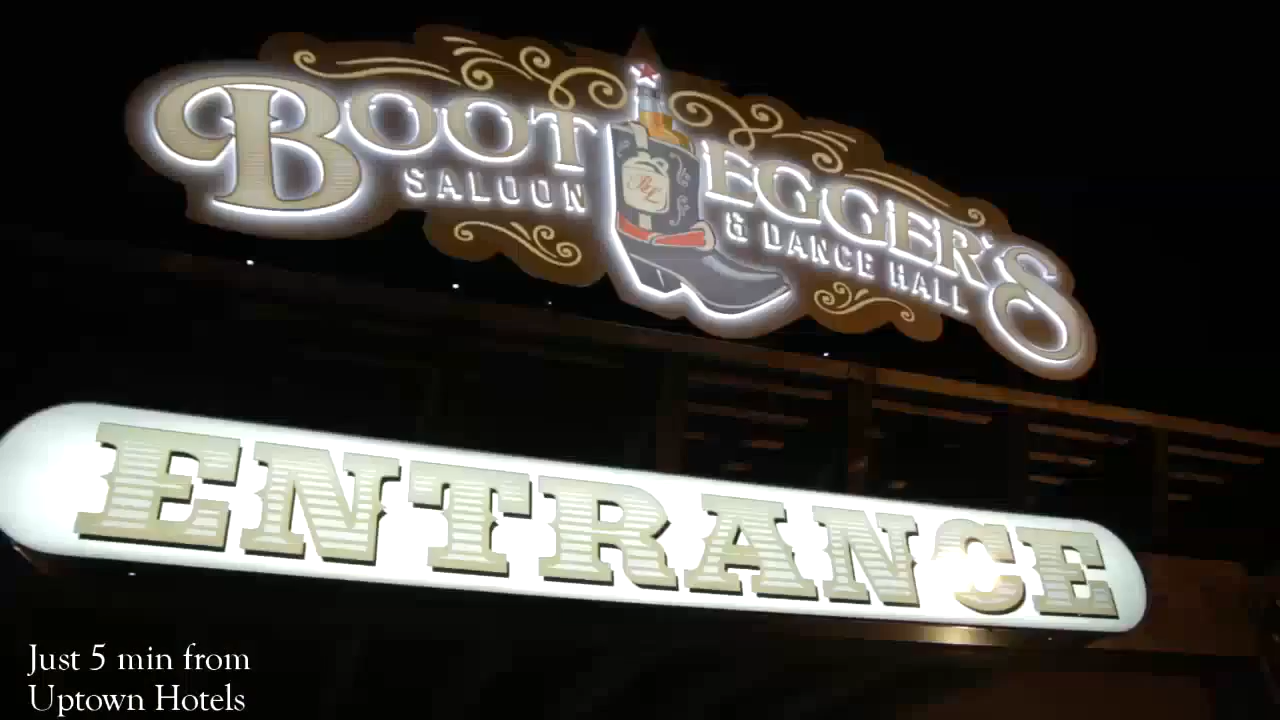 BOOTLEGGER'S
SALOON & DANCE HALL
B&L
ENTRANCE
Just 5 min from
Uptown Hotels